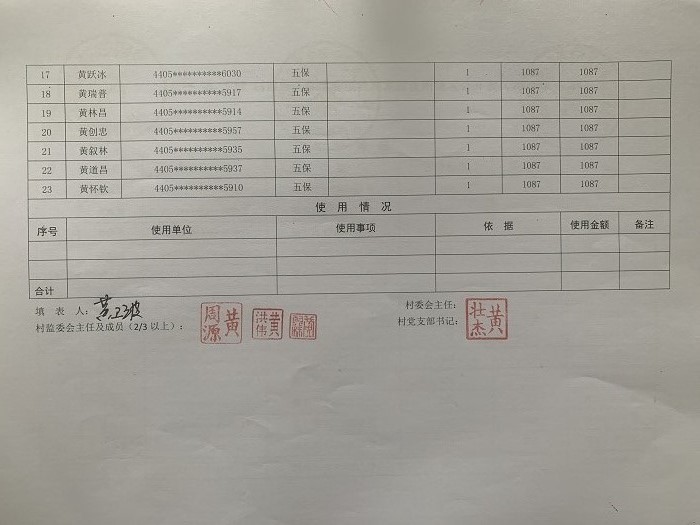 17 黄跃冰 4405**********6030 五保 1 1087 1087
18 黄瑞普 4405**********5917 五保 1 1087 1087
19 黄林昌 4405**********5914 五保 1 1087 1087
20 黄创忠 4405**********5957 五保 1 1087 1087
21 黄叙林 4405**********5935 五保 1 1087 1087
22 黄道昌 4405**********5937 五保 1 1087 1087
23 黄怀钦 4405**********5910 五保 1 1087 1087
使 用 情 况
序号 使用单位 使用事项 依 据 使用金额 备注
合计
填 表 人： 村委会主任：
村监委会主任及成员（2/3 以上）： 黄周源 黄洪伟 村党支部书记： 黄壮杰